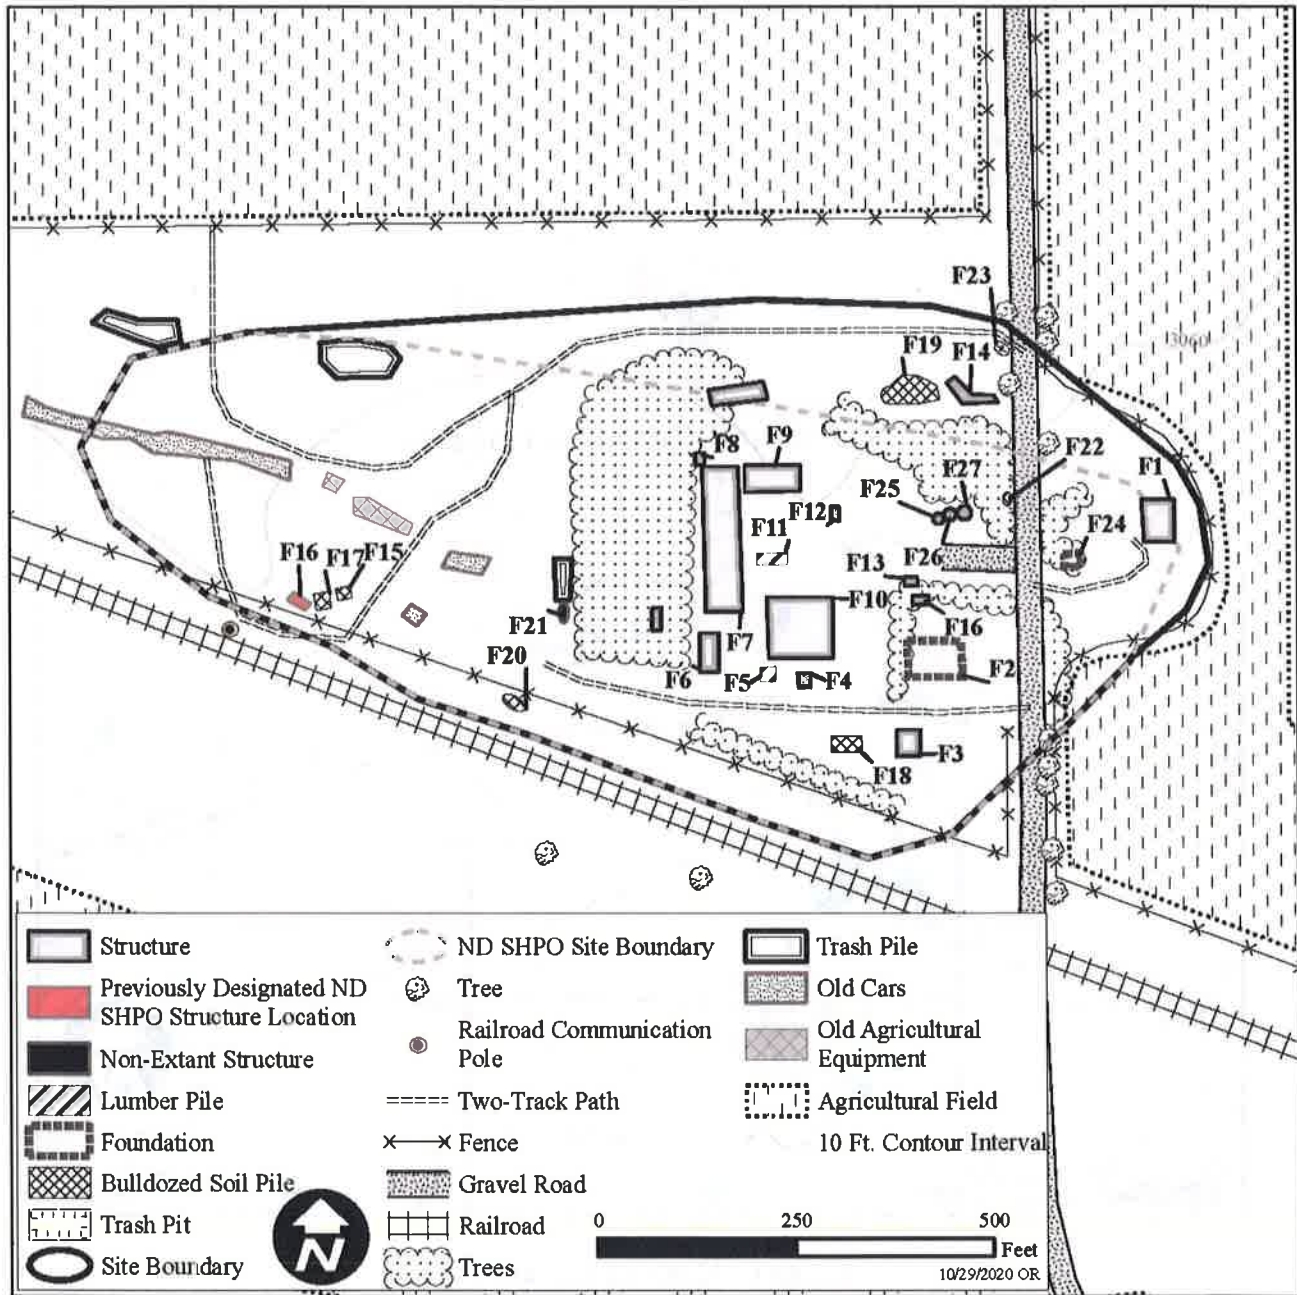 F23
3060
F19
F14
F8
F9
F22
F1
F27
F25
F12
F11
F24
F26
F16
F17
F15
F13
F10
F21
F7
F16
F20
F6
F5
F4
F2
F18
F3
Structure
Previously Designated ND
SHPO Structure Location
Non-Extant Structure
Lumber Pile
Foundation
Bulldozed Soil Pile
Trash Pit
Site Boundary
N
ND SHPO Site Boundary
Tree
Railroad Communication
Pole
Two-Track Path
Fence
Gravel Road
Railroad
Trees
Trash Pile
Old Cars
Old Agricultural
Equipment
Agricultural Field
10 Ft. Contour Interval
0 250 500
Feet
10/29/2020 OR